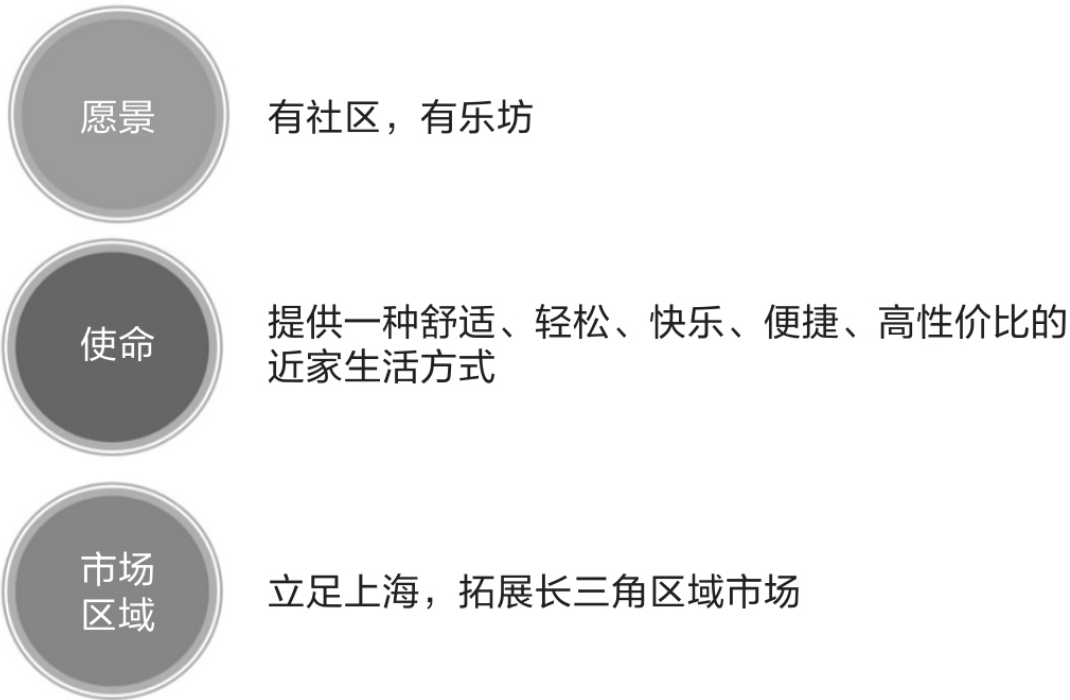 愿景
有社区，有乐坊
使命
提供一种舒适、轻松、快乐、便捷、高性价比的
近家生活方式
市场
区域
立足上海，拓展长三角区域市场